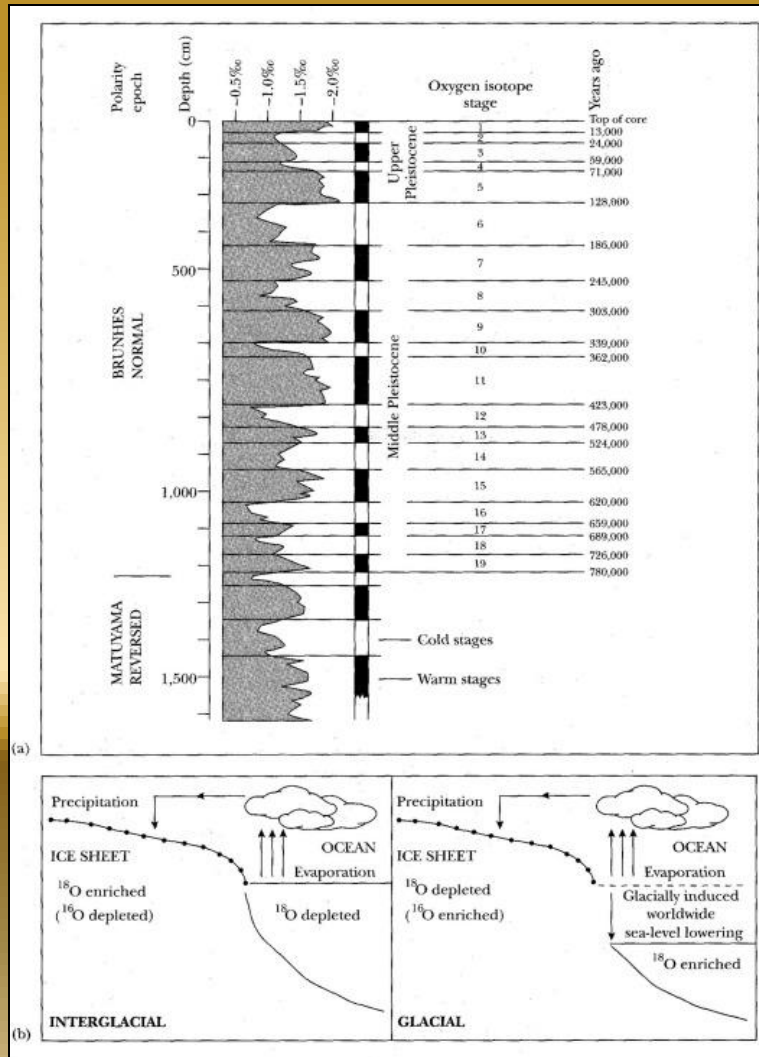 Polarity epoch
Depth (cm)
−0.5‰
−1.0‰
−1.5‰
−2.0‰
Oxygen isotope
stage
Years ago
Top of core
0
500
1,000
1,500
BRUNHES
NORMAL
MATUYAMA
REVERSED
Upper
Pleistocene
Middle Pleistocene
1
2
3
4
5
6
7
8
9
10
11
12
13
14
15
16
17
18
19
13,000
24,000
59,000
71,000
128,000
186,000
245,000
303,000
339,000
362,000
423,000
478,000
524,000
565,000
620,000
659,000
689,000
726,000
780,000
Cold stages
Warm stages
(a)
Precipitation
ICE SHEET
¹⁸O enriched
(¹⁶O depleted)
OCEAN
Evaporation
¹⁸O depleted
INTERGLACIAL
Precipitation
ICE SHEET
¹⁸O depleted
(¹⁶O enriched)
OCEAN
Evaporation
Glacially induced
worldwide
sea-level lowering
¹⁸O enriched
GLACIAL
(b)